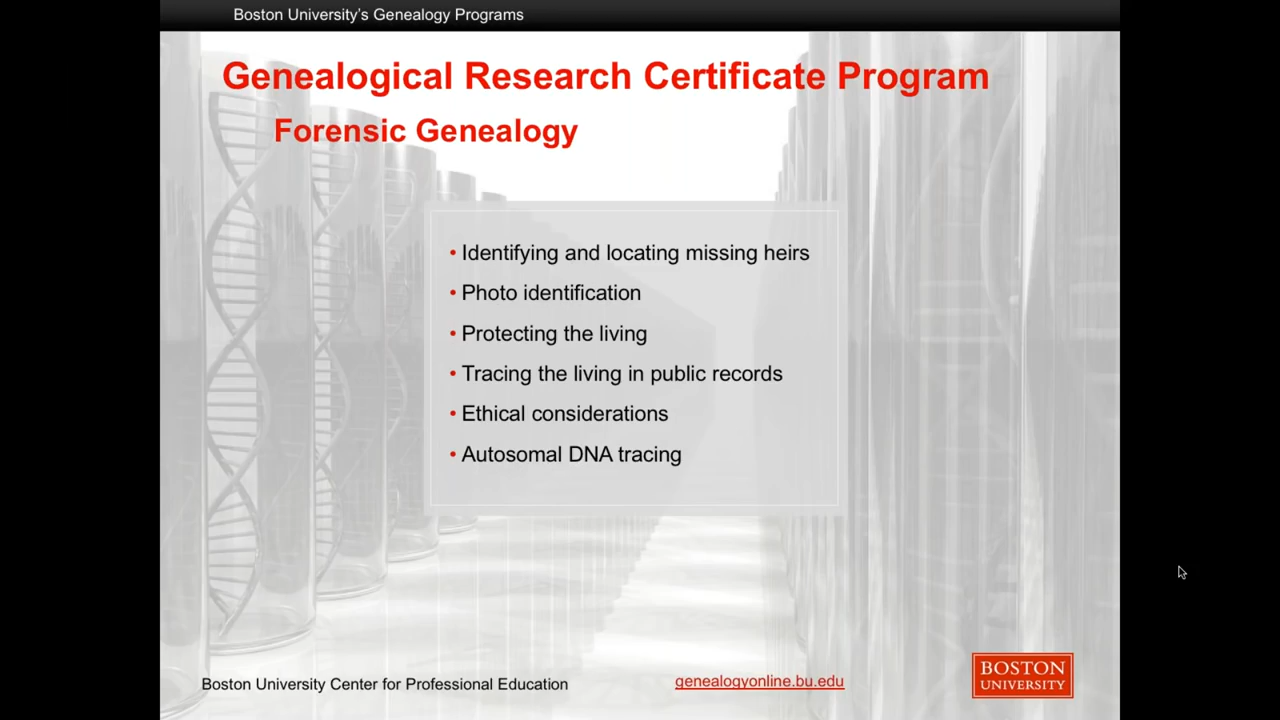 Boston University’s Genealogy Programs
Genealogical Research Certificate Program
Forensic Genealogy
• Identifying and locating missing heirs
• Photo identification
• Protecting the living
• Tracing the living in public records
• Ethical considerations
• Autosomal DNA tracing
Boston University Center for Professional Education
genealogyonline.bu.edu
BOSTON
UNIVERSITY